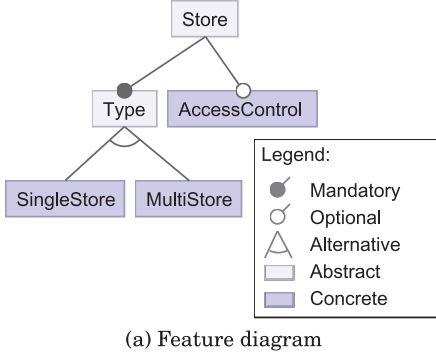 Store
Type
AccessControl
SingleStore
MultiStore
Legend:
Mandatory
Optional
Alternative
Abstract
Concrete
(a) Feature diagram